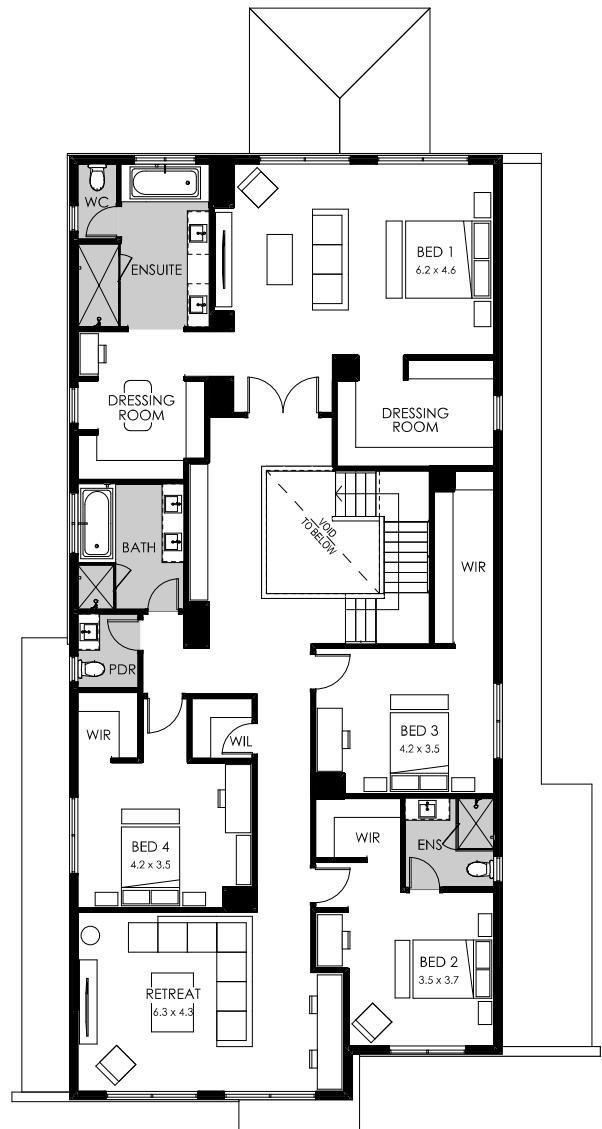 WC
ENSUITE
BED 1
6.2 x 4.6
DRESSING
ROOM
DRESSING
ROOM
VOID
TO BELOW
BATH
WIR
PDR
WIR
WIL
BED 3
4.2 x 3.5
WIR
ENS
BED 4
4.2 x 3.5
BED 2
3.5 x 3.7
RETREAT
6.3 x 4.3